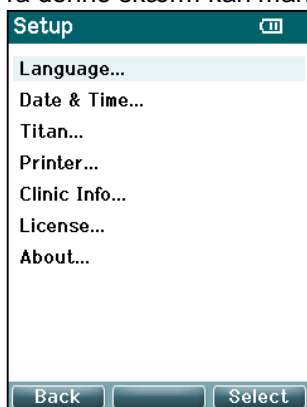 Setup
Language...
Date & Time...
Titan...
Printer...
Clinic Info...
License...
About...
Back Select